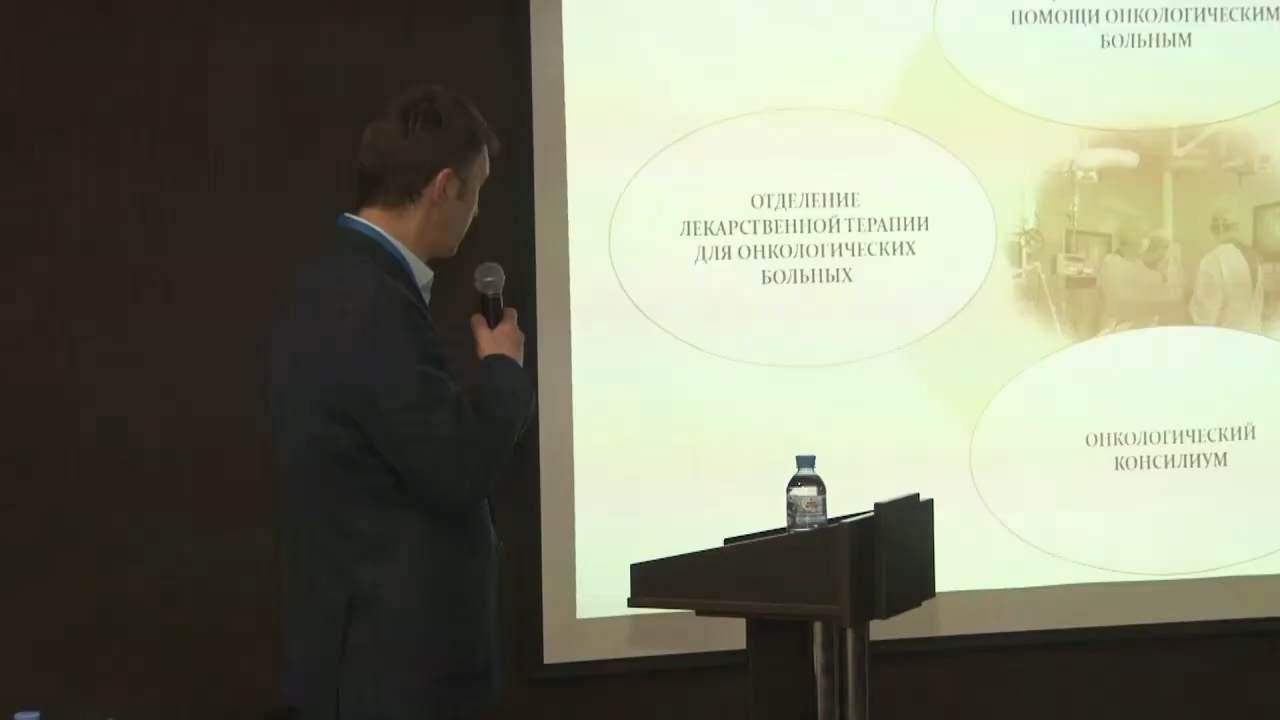 ПОМОЩИ ОНКОЛОГИЧЕСКИМ
БОЛЬНЫМ
ОТДЕЛЕНИЕ
ЛЕКАРСТВЕННОЙ ТЕРАПИИ
ДЛЯ ОНКОЛОГИЧЕСКИХ
БОЛЬНЫХ
ОНКОЛОГИЧЕСКИЙ
КОНСИЛИУМ